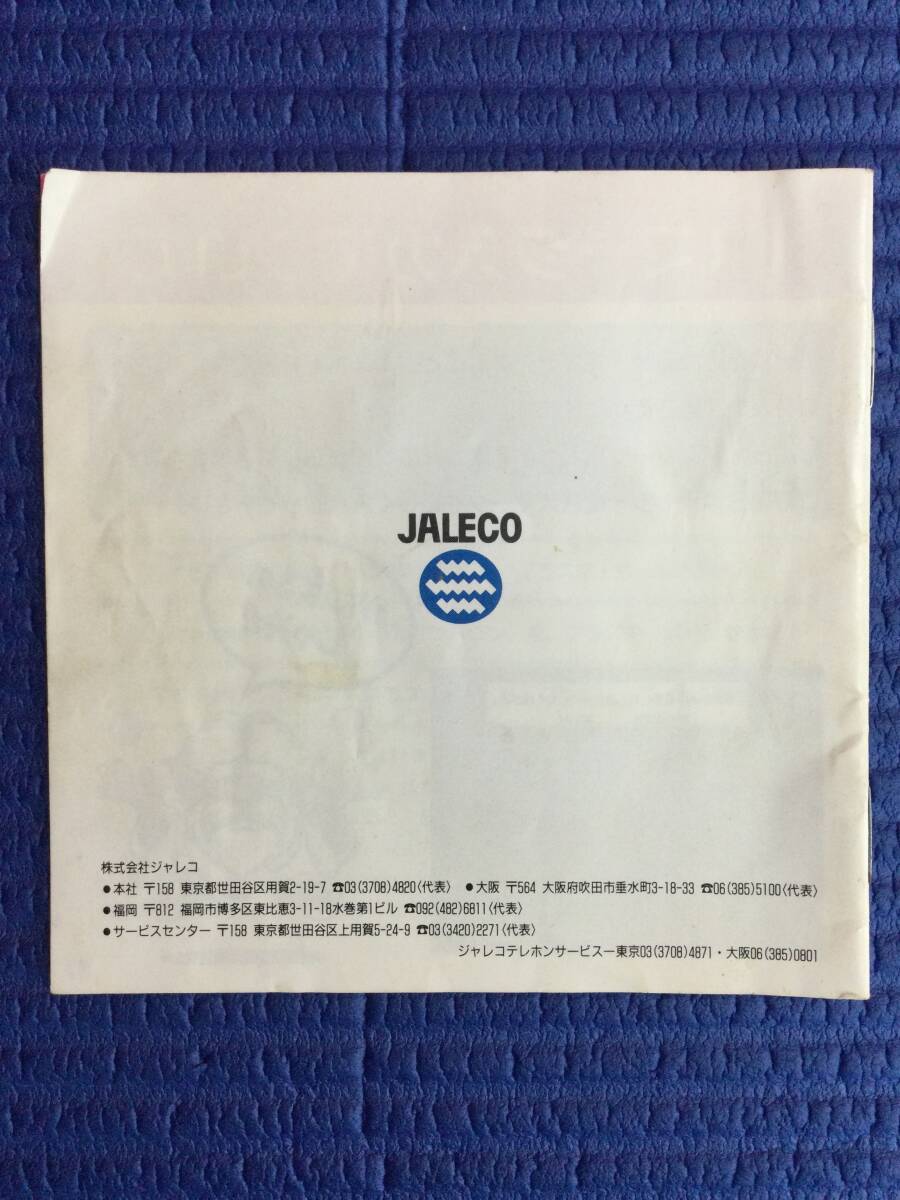 JALECO
株式会社ジャレコ
●本社 〒158 東京都世田谷区用賀2-19-7 ☎03(3708)4820〈代表〉 ●大阪 〒564 大阪府吹田市垂水町3-18-33 ☎06(385)5100〈代表〉
●福岡 〒812 福岡市博多区東比恵3-11-18水巻第1ビル ☎092(482)6811〈代表〉
●サービスセンター 〒158 東京都世田谷区上用賀5-24-9 ☎03(3420)2271〈代表〉
ジャレコテレホンサービス―東京03(3708)4871・大阪06(385)0801